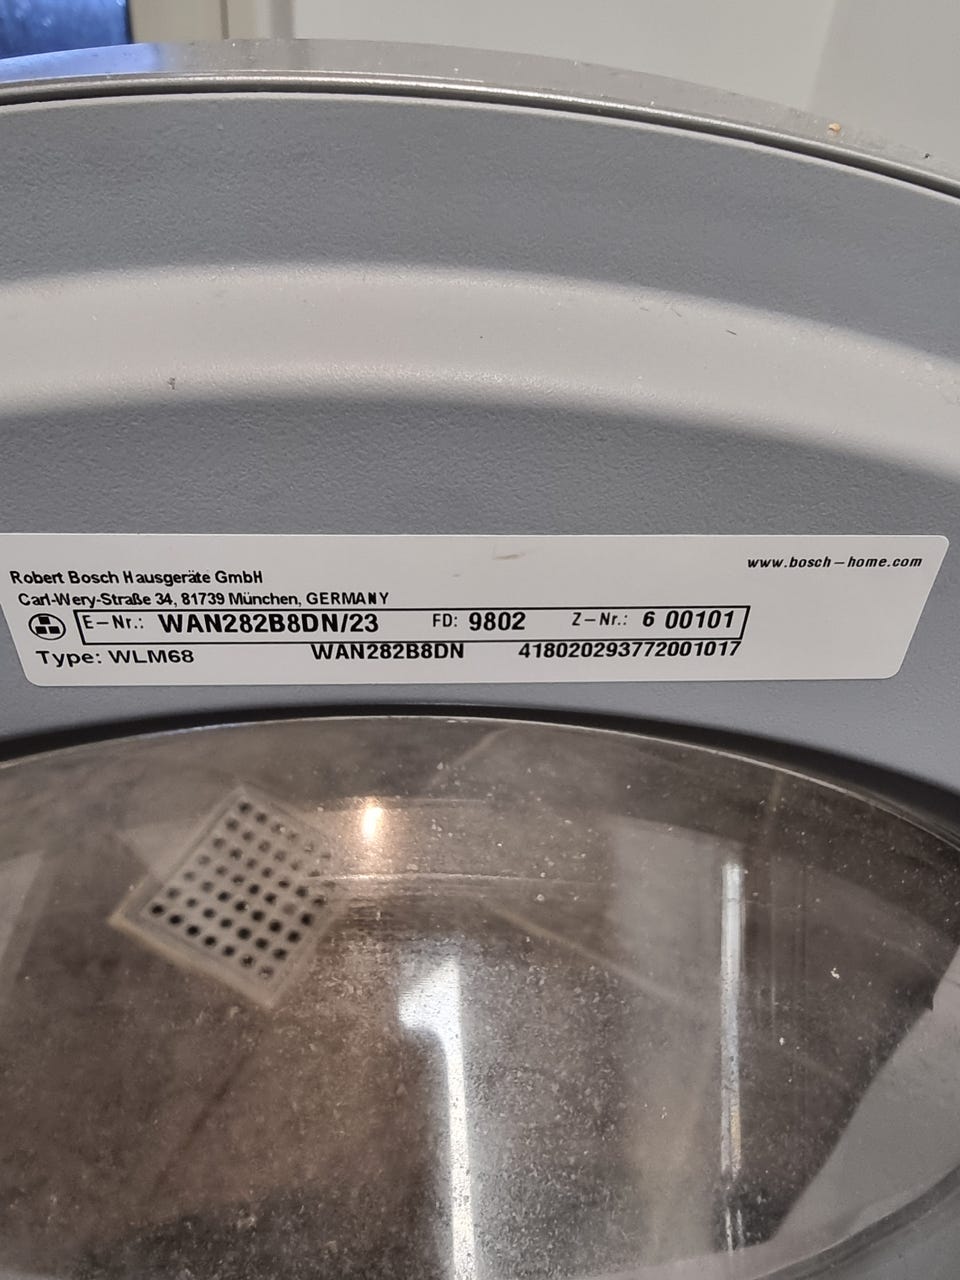 www.bosch-home.com
Robert Bosch Hausgeräte GmbH
Carl-Wery-Straße 34, 81739 München, GERMANY
E-Nr.: WAN282B8DN/23 FD: 9802 Z-Nr.: 6 00101
Type: WLM68 WAN282B8DN 418020293772001017